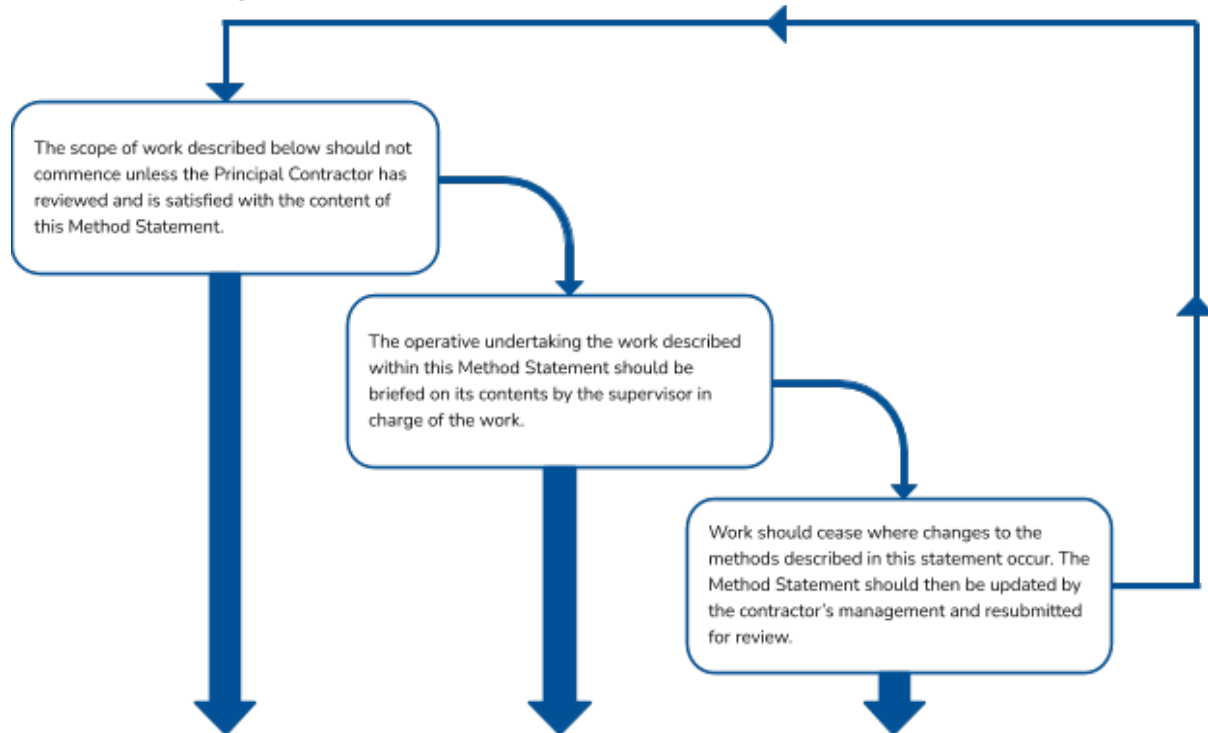 The scope of work described below should not
commence unless the Principal Contractor has
reviewed and is satisfied with the content of
this Method Statement.
The operative undertaking the work described
within this Method Statement should be
briefed on its contents by the supervisor in
charge of the work.
Work should cease where changes to the
methods described in this statement occur. The
Method Statement should then be updated by
the contractor’s management and resubmitted
for review.